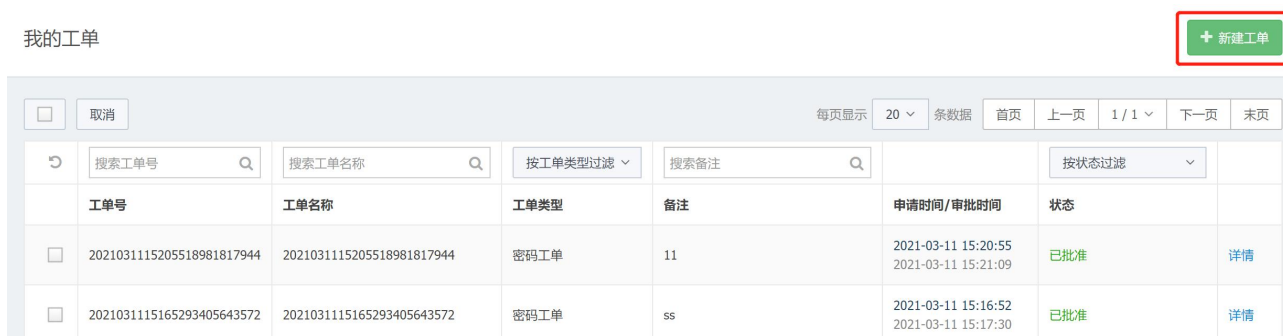 我的工单
新建工单
取消 每页显示 20 条数据 首页 上一页 1 / 1 下一页 末页
搜索工单号 搜索工单名称 按工单类型过滤 搜索备注 按状态过滤
工单号 工单名称 工单类型 备注 申请时间/审批时间 状态
2021031115205518981817944 2021031115205518981817944 密码工单 11 2021-03-11 15:20:55 已批准 详情
2021-03-11 15:21:09
2021031115165293405643572 2021031115165293405643572 密码工单 ss 2021-03-11 15:16:52 已批准 详情
2021-03-11 15:17:30